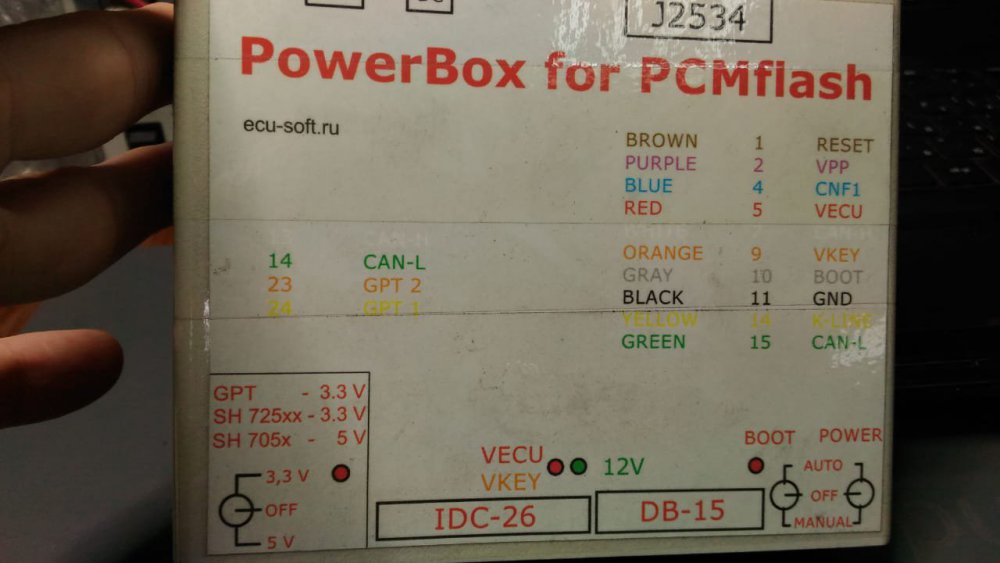 J2534
PowerBox for PCMflash
ecu-soft.ru
BROWN 1 RESET
PURPLE 2 VPP
BLUE 4 CNF1
RED 5 VECU
CAN-H
14 CAN-L
23 GPT 2
24 GPT 1
ORANGE 9 VKEY
GRAY 10 BOOT
BLACK 11 GND
YELLOW 14 K-LINE
GREEN 15 CAN-L
GPT - 3.3 V
SH 725xx - 3.3 V
SH 705x - 5 V
3,3 V
OFF
5 V
VECU
VKEY
12V
IDC-26
DB-15
BOOT POWER
AUTO
OFF
MANUAL